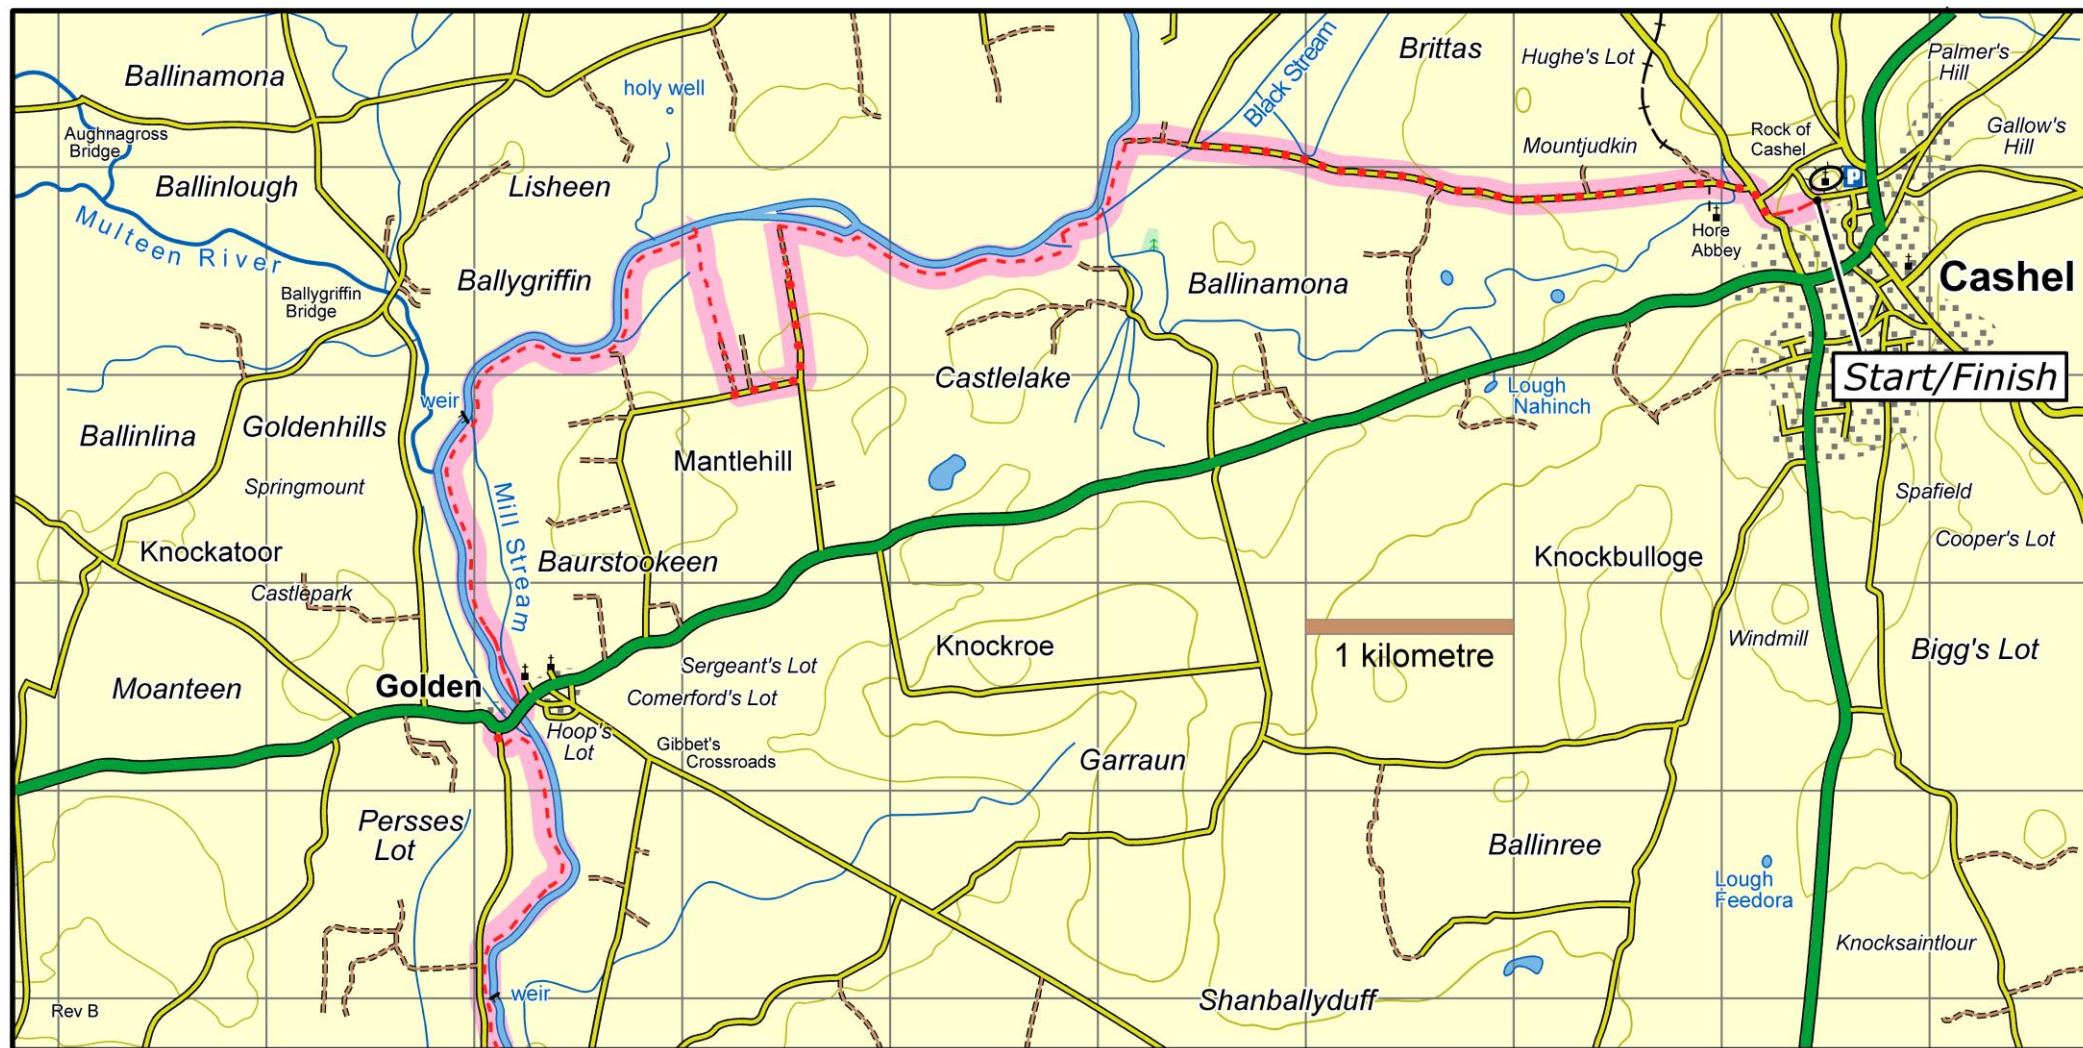 Ballinamona
Aughnagross
Bridge
Ballinlough
Multeen River
holy well
Lisheen
Black Stream
Brittas
Hughe's Lot
Palmer's
Hill
Gallow's
Hill
Rock of
Cashel
P
Mountjudkin
Hore
Abbey
Cashel
Ballygriffin
Bridge
Ballygriffin
Ballinamona
Start/Finish
Castlelake
Lough
Nahinch
weir
Ballinlina
Goldenhills
Springmount
Mantlehill
Mill Stream
Spafield
Cooper's Lot
Knockatoor
Castlepark
Baurstookeen
Knockbulloge
Knockroe
1 kilometre
Windmill
Bigg's Lot
Sergeant's Lot
Comerford's Lot
Moanteen
Golden
Hoop's
Lot
Gibbet's
Crossroads
Garraun
Persses
Lot
Ballinree
Lough
Feedora
Knocksaintlour
weir
Shanballyduff
Rev B